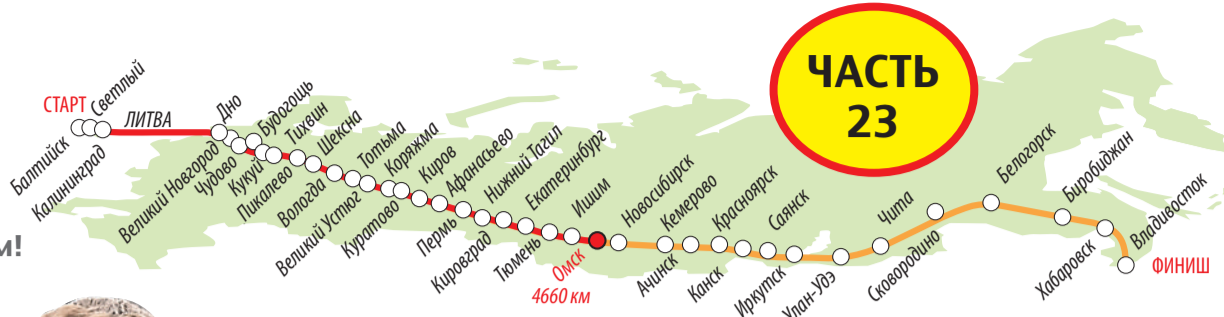 ЧАСТЬ
23
СТАРТ
Светлый
ЛИТВА
Дно
Будогощь
Тихвин
Шексна
Тотьма
Коряжма
Киров
Афанасьево
Нижний Тагил
Екатеринбург
Ишим
Новосибирск
Кемерово
Красноярск
Саянск
Чита
Белогорск
Биробиджан
Владивосток
Балтийск
Калининград
Великий Новгород
Чудово
Кукуй
Пикалево
Вологда
Великий Устюг
Куратово
Пермь
Кировград
Тюмень
Омск
4660 км
Ачинск
Канск
Иркутск
Улан-Удэ
Сковородино
Хабаровск
ФИНИШ
м!